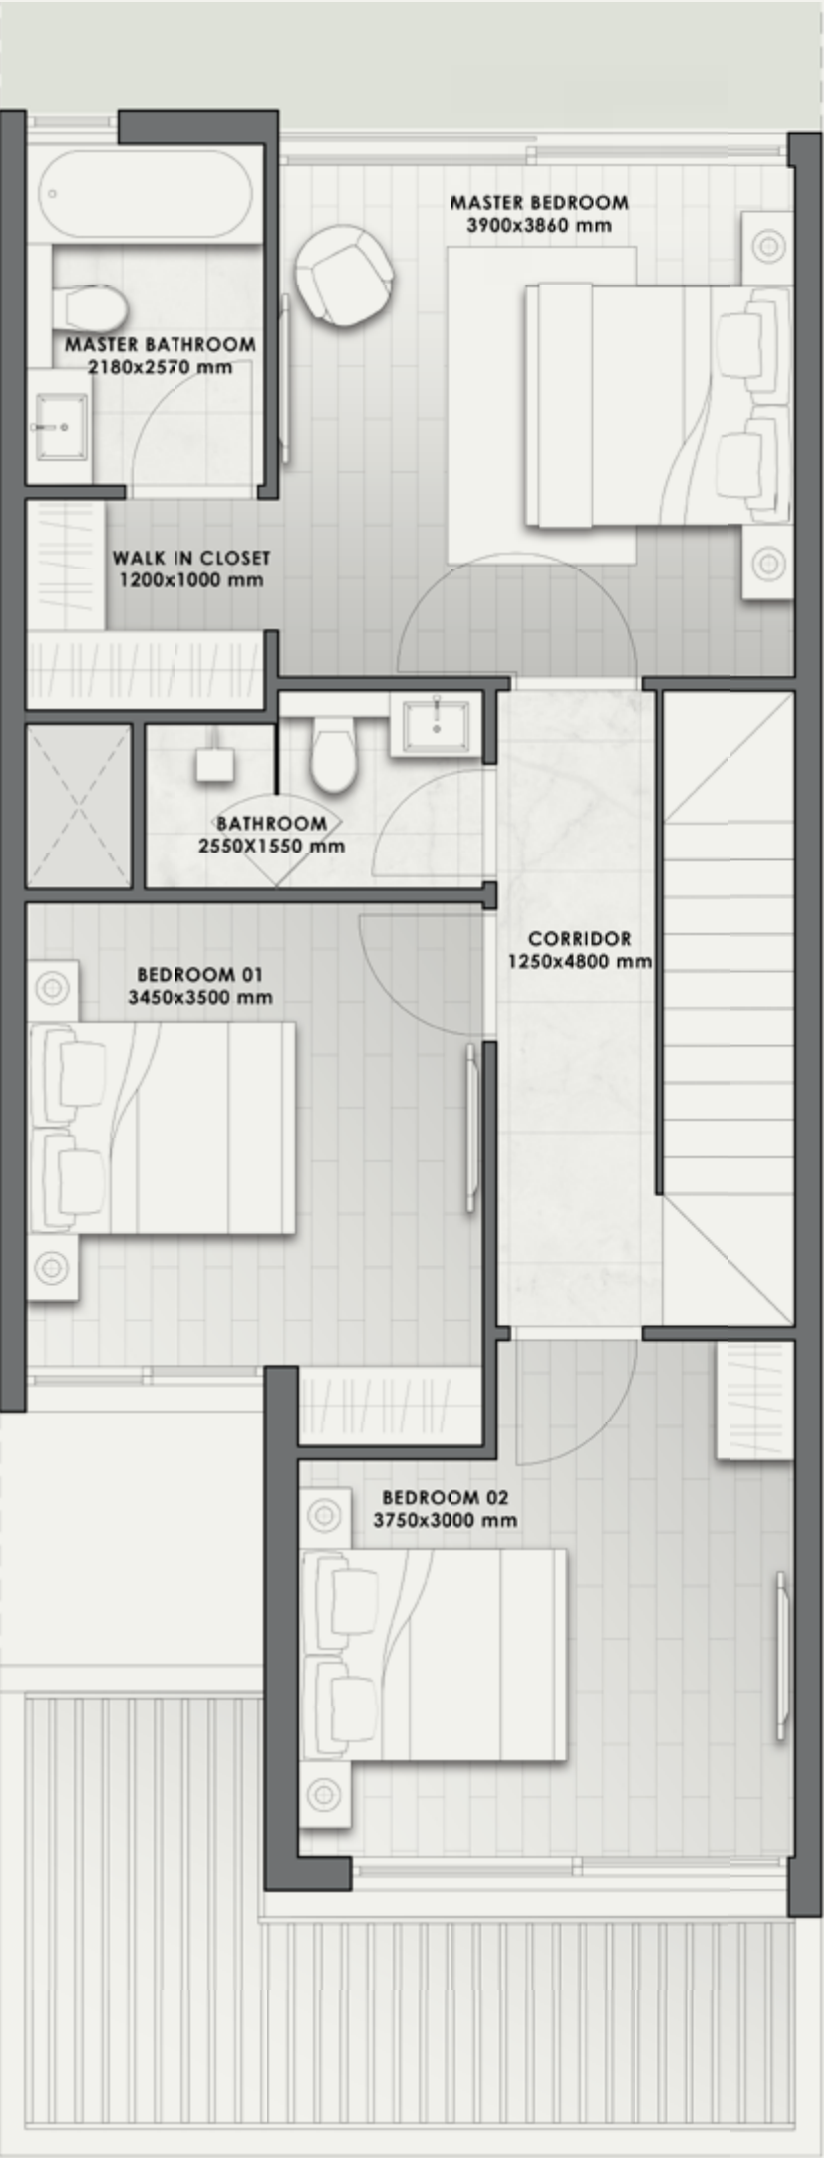 MASTER BEDROOM
3900x3860 mm
MASTER BATHROOM
2180x2570 mm
WALK IN CLOSET
1200x1000 mm
BATHROOM
2550X1550 mm
CORRIDOR
1250x4800 mm
BEDROOM 01
3450x3500 mm
BEDROOM 02
3750x3000 mm